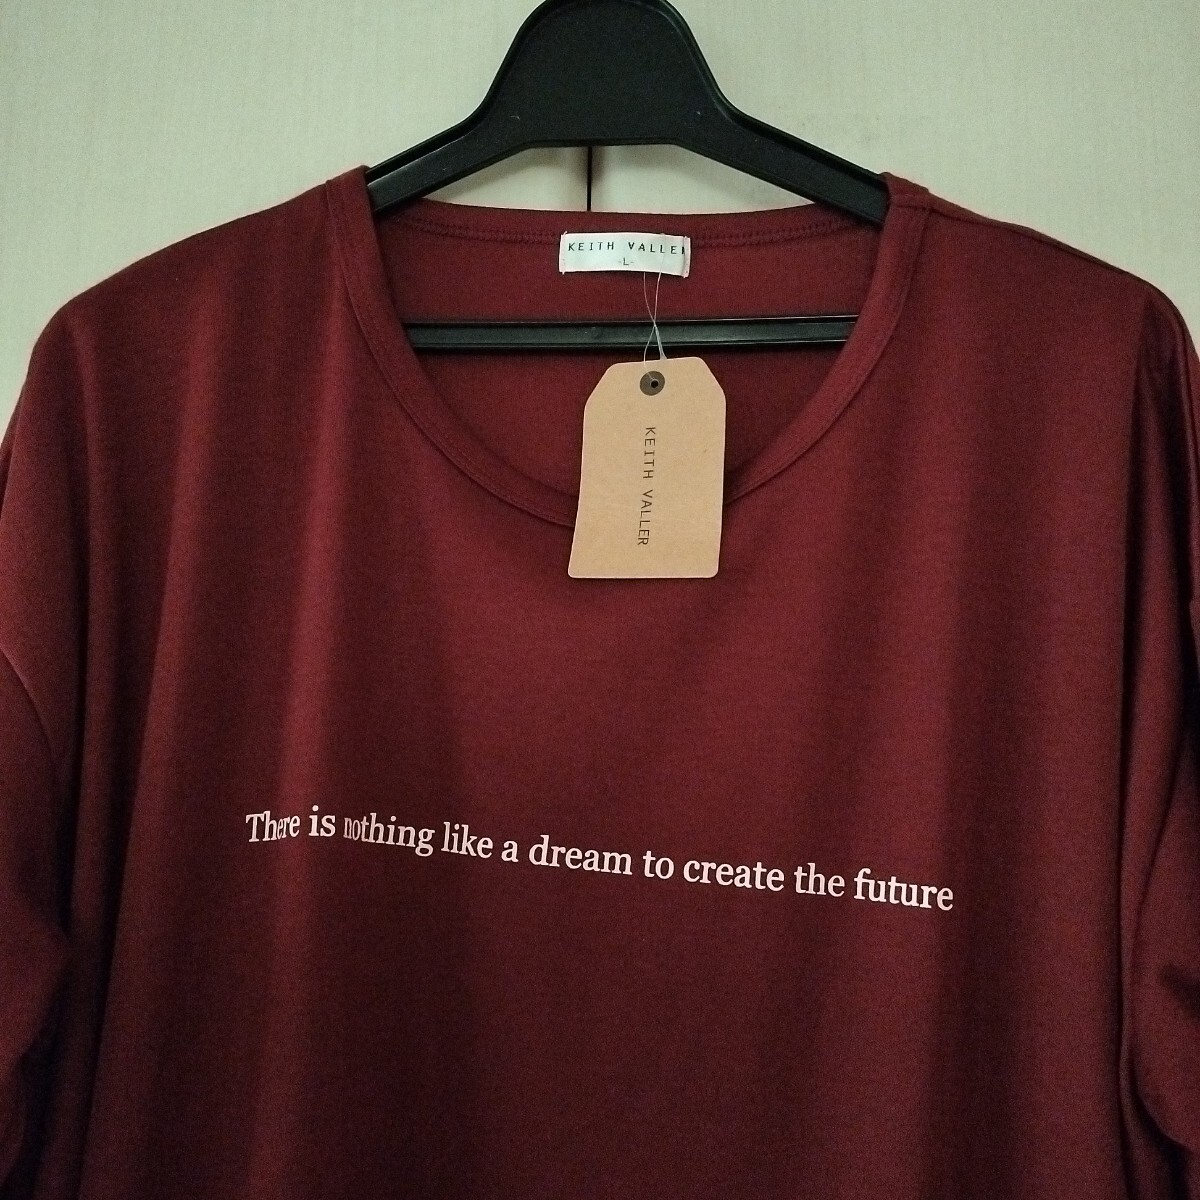 KEITH VALLER
-L-
KEITH VALLER
There is nothing like a dream to create the future